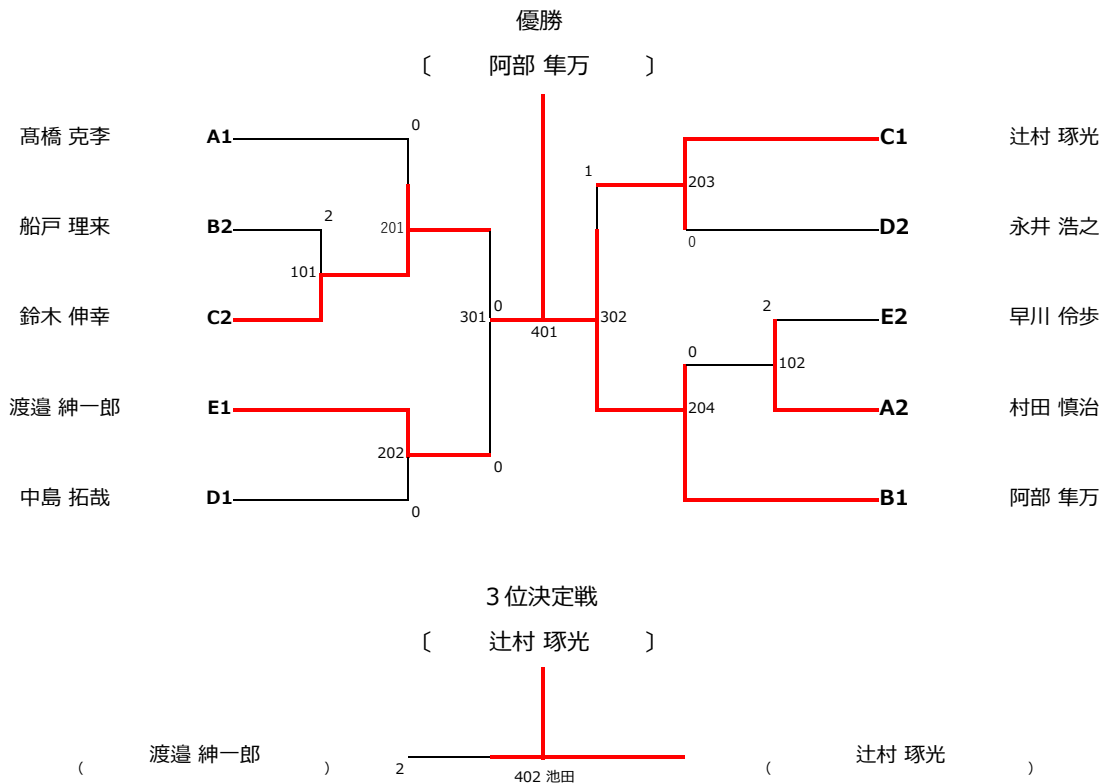 優勝
〔 阿部 隼万 〕
髙橋 克李 A1 0 C1 辻村 琢光
1 203
船戸 理来 B2 2 201 D2 永井 浩之
0
101
鈴木 伸幸 C2 301 0 401 302 2 E2 早川 伶歩
0 102
渡邉 紳一郎 E1 204 A2 村田 慎治
202 0
中島 拓哉 D1 0 B1 阿部 隼万
３位決定戦
〔 辻村 琢光 〕
渡邉 紳一郎 辻村 琢光
（ ） 2 402 池田 （ ）